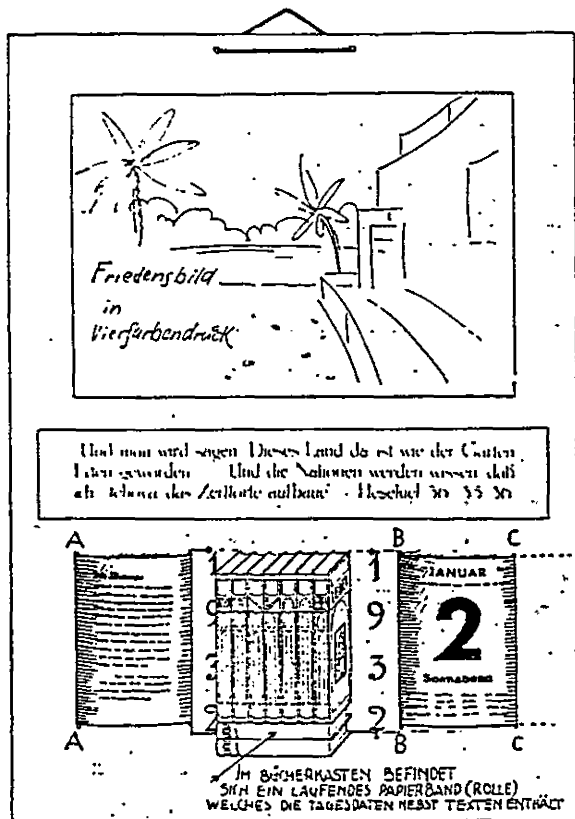 Friedensbild
in
Vierfarbendruck
Und man wird sagen Dieses Land da ist wie der Garten
Eden geworden Und die Nationen werden wissen daß
ich Jehova das Zerstörte aufbaue - Hesekiel 36 35 36
A
B
C
1
9
3
2
JANUAR
2
Sonnabend
A
B
C
IM BÜCHERKASTEN BEFINDET
SICH EIN LAUFENDES PAPIERBAND (ROLLE)
WELCHES DIE TAGESDATEN NEBST TEXTEN ENTHÄLT